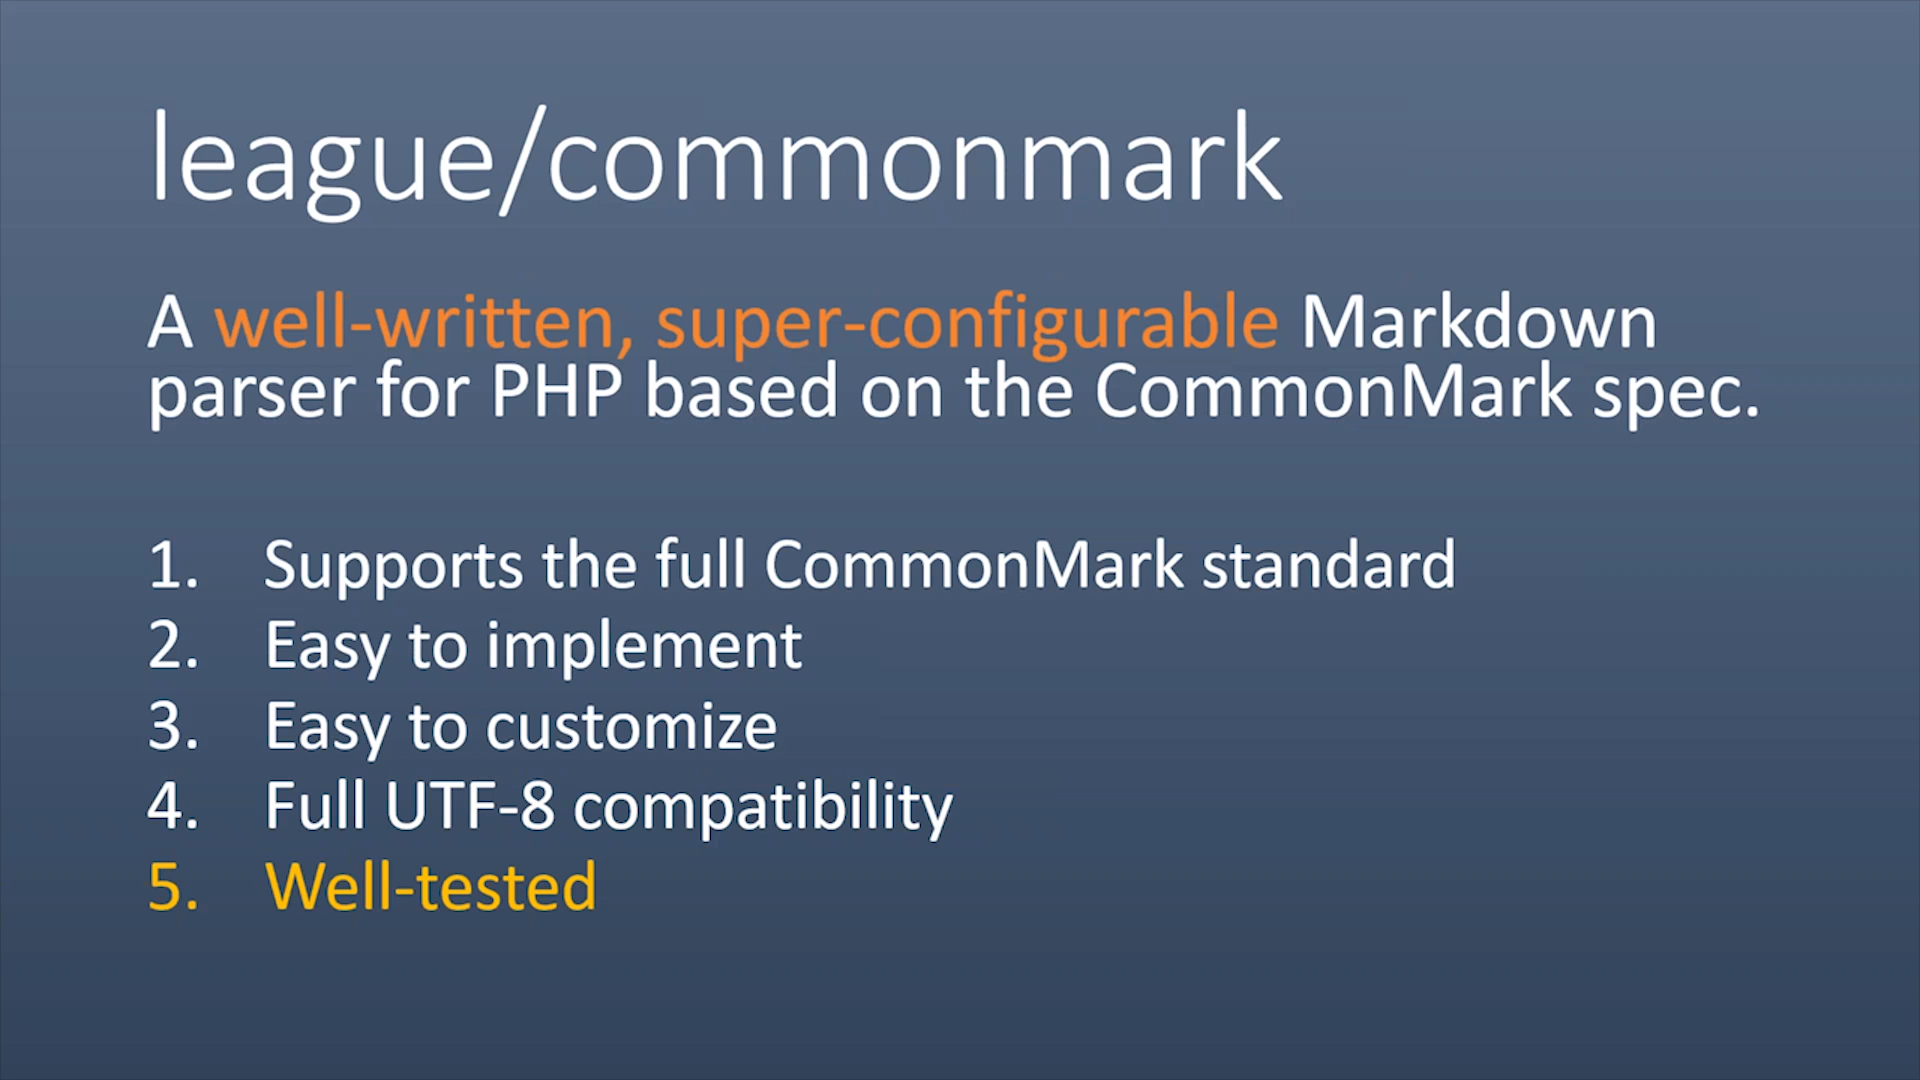 league/commonmark
A well-written, super-configurable Markdown
parser for PHP based on the CommonMark spec.
1. Supports the full CommonMark standard
2. Easy to implement
3. Easy to customize
4. Full UTF-8 compatibility
5. Well-tested